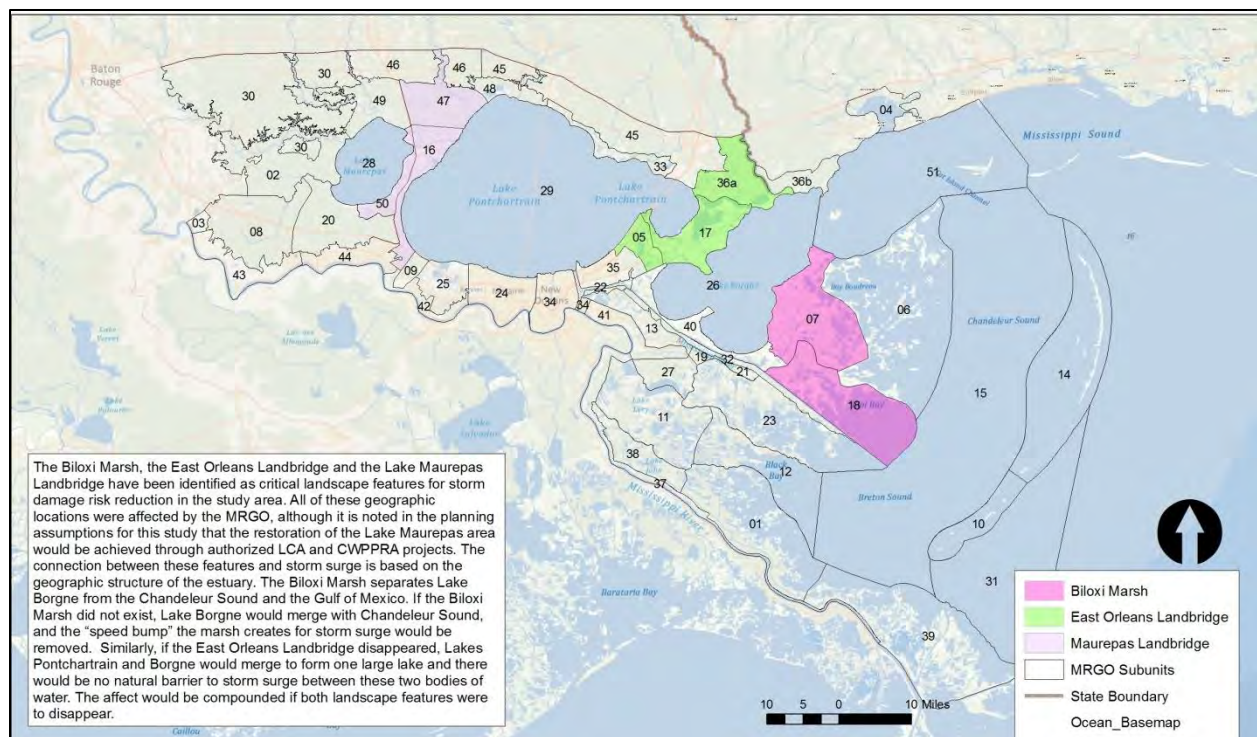 Baton
Rouge
30
46
46
45
30
49
47
48
45
04
Mississippi Sound
30
28
16
33
36a
36b
51
02
Lake
Pontchartrain
29
Lake
Pontchartrain
50
03
08
20
05
17
43
44
09
25
35
26
06
42
24
New
34
22
34
41
13
40
07
Chandeleur Sound
14
19
32
21
15
27
18
11
23
38
Black
Bay
12
37
Mississippi River
01
Breton Sound
10
31
39
Barataria Bay
Caillou
The Biloxi Marsh, the East Orleans Landbridge and the Lake Maurepas
Landbridge have been identified as critical landscape features for storm
damage risk reduction in the study area. All of these geographic
locations were affected by the MRGO, although it is noted in the planning
assumptions for this study that the restoration of the Lake Maurepas area
would be achieved through authorized LCA and CWPPRA projects. The
connection between these features and storm surge is based on the
geographic structure of the estuary. The Biloxi Marsh separates Lake
Borgne from the Chandeleur Sound and the Gulf of Mexico. If the Biloxi
Marsh did not exist, Lake Borgne would merge with Chandeleur Sound,
and the “speed bump” the marsh creates for storm surge would be
removed. Similarly, if the East Orleans Landbridge disappeared, Lakes
Pontchartrain and Borgne would merge to form one large lake and there
would be no natural barrier to storm surge between these two bodies of
water. The affect would be compounded if both landscape features were
to disappear.
10 5 0 10 Miles
Biloxi Marsh
East Orleans Landbridge
Maurepas Landbridge
MRGO Subunits
State Boundary
Ocean_Basemap